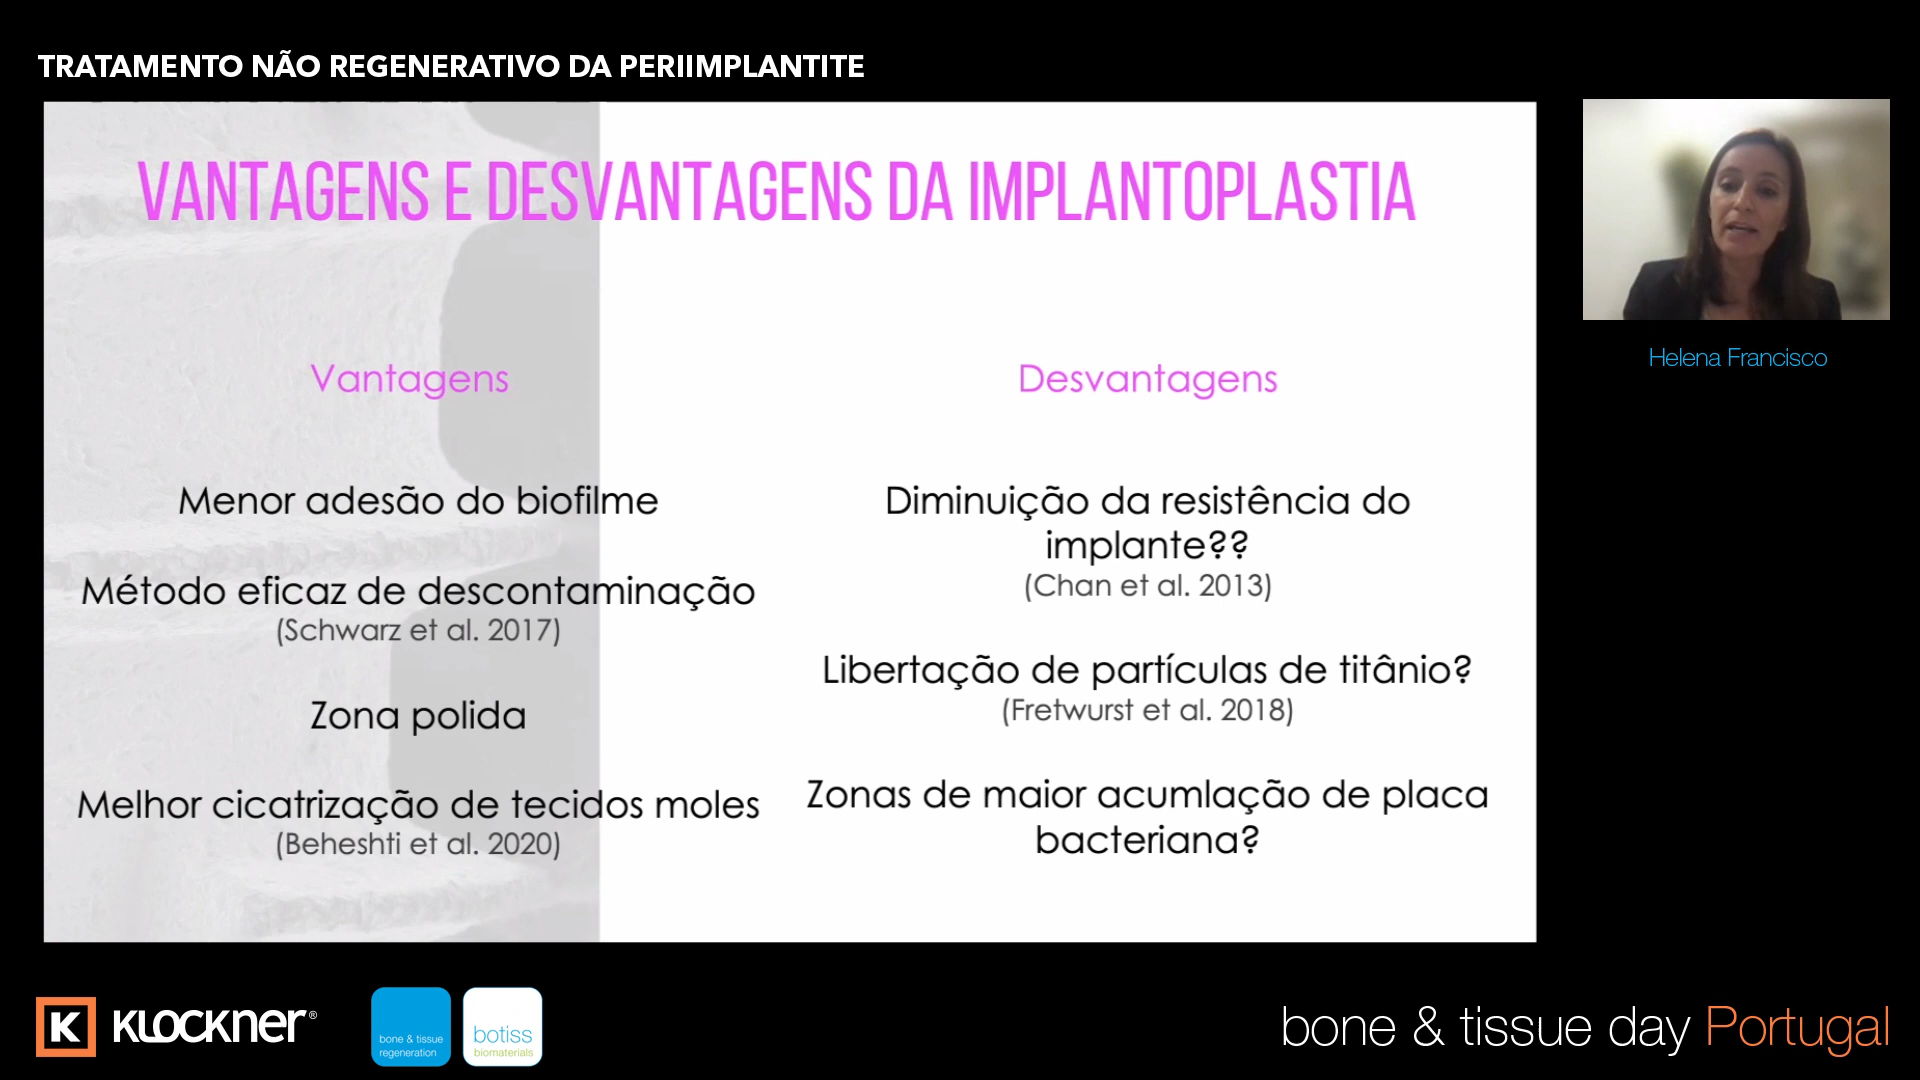 TRATAMENTO NÃO REGENERATIVO DA PERIIMPLANTITE
VANTAGENS E DESVANTAGENS DA IMPLANTOPLASTIA
Vantagens
Menor adesão do biofilme
Método eficaz de descontaminação
(Schwarz et al. 2017)
Zona polida
Melhor cicatrização de tecidos moles
(Beheshti et al. 2020)
Desvantagens
Diminuição da resistência do
implante??
(Chan et al. 2013)
Libertação de partículas de titânio?
(Fretwurst et al. 2018)
Zonas de maior acumlação de placa
bacteriana?
Helena Francisco
K KLOCKNER®
bone & tissue
regeneration
botiss
biomaterials
bone & tissue day Portugal